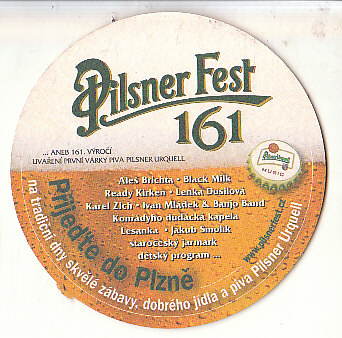 Pilsner Fest
161
... ANEB 161. VÝROČÍ
UVAŘENÍ PRVNÍ VÁRKY PIVA PILSNER URQUELL
MUSIC
Aleš Brichta • Black Milk
Ready Kirken • Lenka Dusilová
Karel Zich • Ivan Mládek & Banjo Band
Konrádyho dudácká kapela
Lesanka • Jakub Smolík
staročeský jarmark
dětský program ...
www.pilsnerfest.cz
Přijeďte do Plzně
na tradiční dny skvělé zábavy, dobrého jídla a piva Pilsner Urquell